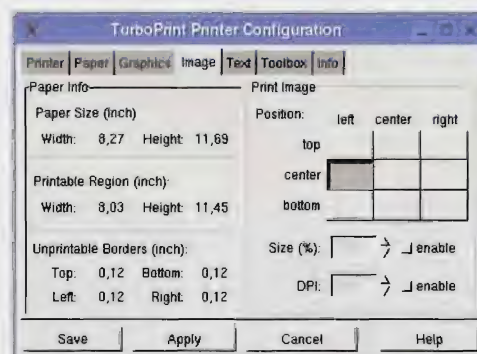 TurboPrint Printer Configuration
Printer Paper Graphics Image Text Toolbox Info
Paper Info
Paper Size (inch)
Width: 8,27 Height: 11,69
Printable Region (inch):
Width: 8,03 Height: 11,45
Unprintable Borders (inch):
Top: 0,12 Bottom: 0,12
Left: 0,12 Right: 0,12
Print Image
Position: left center right
top
center
bottom
Size (%): enable
DPI: enable
Save Apply Cancel Help